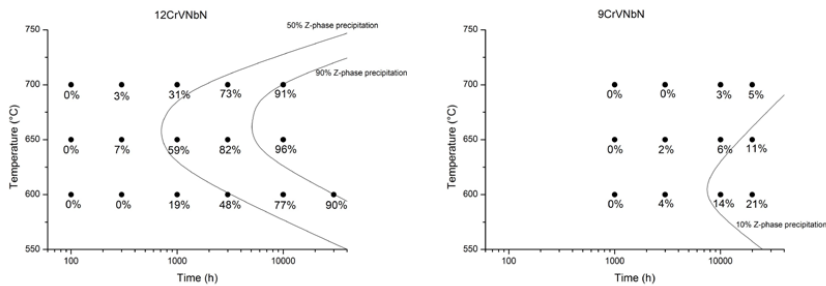 12CrVNbN
50% Z-phase precipitation
750
90% Z-phase precipitation
700
0% 3% 31% 73% 91%
Temperature (°C)
650
0% 7% 59% 82% 96%
600
0% 0% 19% 48% 77% 90%
550
100 1000 10000
Time (h)
9CrVNbN
750
700
0% 0% 3% 5%
Temperature (°C)
650
0% 2% 6% 11%
600
0% 4% 14% 21%
10% Z-phase precipitation
550
100 1000 10000
Time (h)